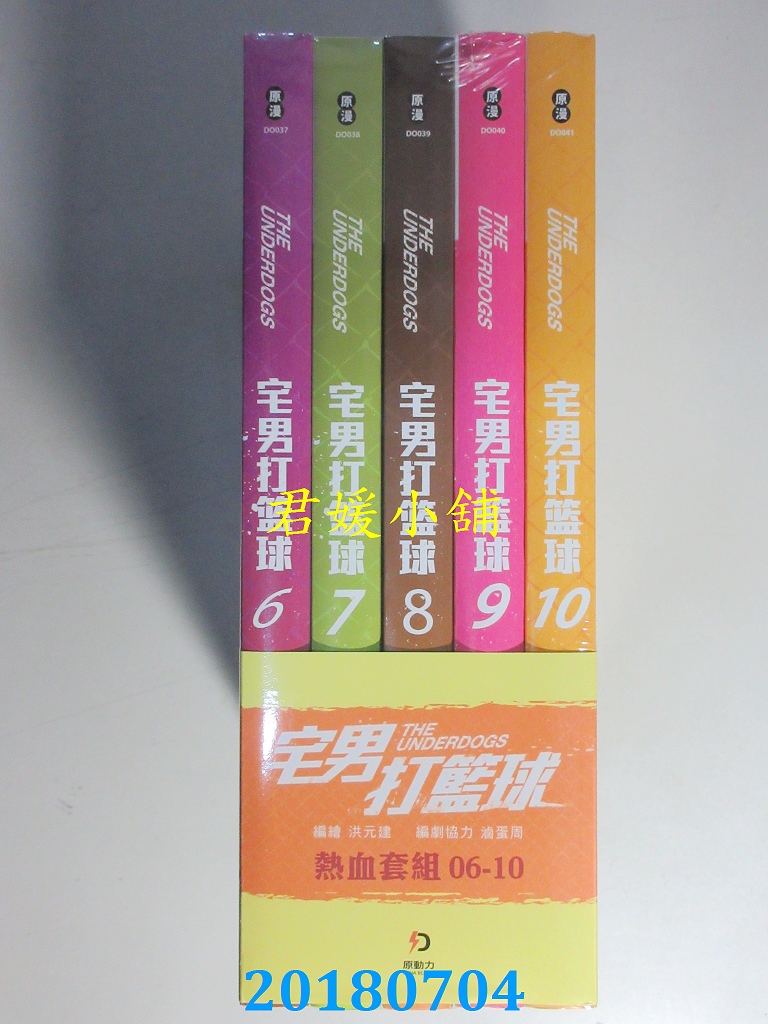 原漫
DO037
THE UNDERDOGS
宅男打籃球
6
原漫
DO038
THE UNDERDOGS
宅男打籃球
7
原漫
DO039
THE UNDERDOGS
宅男打籃球
8
原漫
DO040
THE UNDERDOGS
宅男打籃球
9
原漫
DO041
THE UNDERDOGS
宅男打籃球
10
君媛小舖
宅男打籃球
THE
UNDERDOGS
編繪 洪元建 編劇協力 滷蛋周
熱血套組 06-10
原動力
20180704